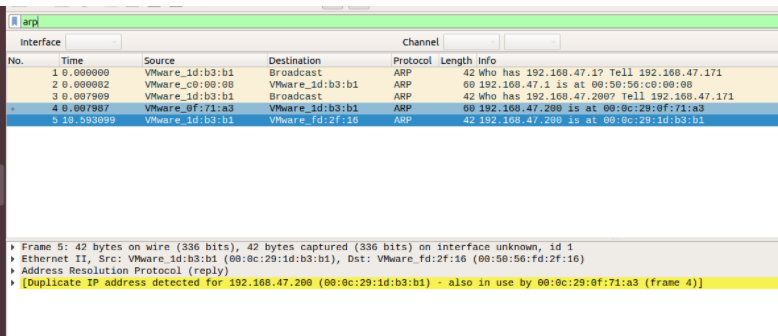 arp
Interface Channel
No. Time Source Destination Protocol Length Info
1 0.000000 VMware_1d:b3:b1 Broadcast ARP 42 Who has 192.168.47.1? Tell 192.168.47.171
2 0.000082 VMware_c0:00:08 VMware_1d:b3:b1 ARP 60 192.168.47.1 is at 00:50:56:c0:00:08
3 0.007909 VMware_1d:b3:b1 Broadcast ARP 42 Who has 192.168.47.200? Tell 192.168.47.171
4 0.007987 VMware_0f:71:a3 VMware_1d:b3:b1 ARP 60 192.168.47.200 is at 00:0c:29:0f:71:a3
5 10.593099 VMware_1d:b3:b1 VMware_fd:2f:16 ARP 42 192.168.47.200 is at 00:0c:29:1d:b3:b1
Frame 5: 42 bytes on wire (336 bits), 42 bytes captured (336 bits) on interface unknown, id 1
Ethernet II, Src: VMware_1d:b3:b1 (00:0c:29:1d:b3:b1), Dst: VMware_fd:2f:16 (00:50:56:fd:2f:16)
Address Resolution Protocol (reply)
[Duplicate IP address detected for 192.168.47.200 (00:0c:29:1d:b3:b1) - also in use by 00:0c:29:0f:71:a3 (frame 4)]